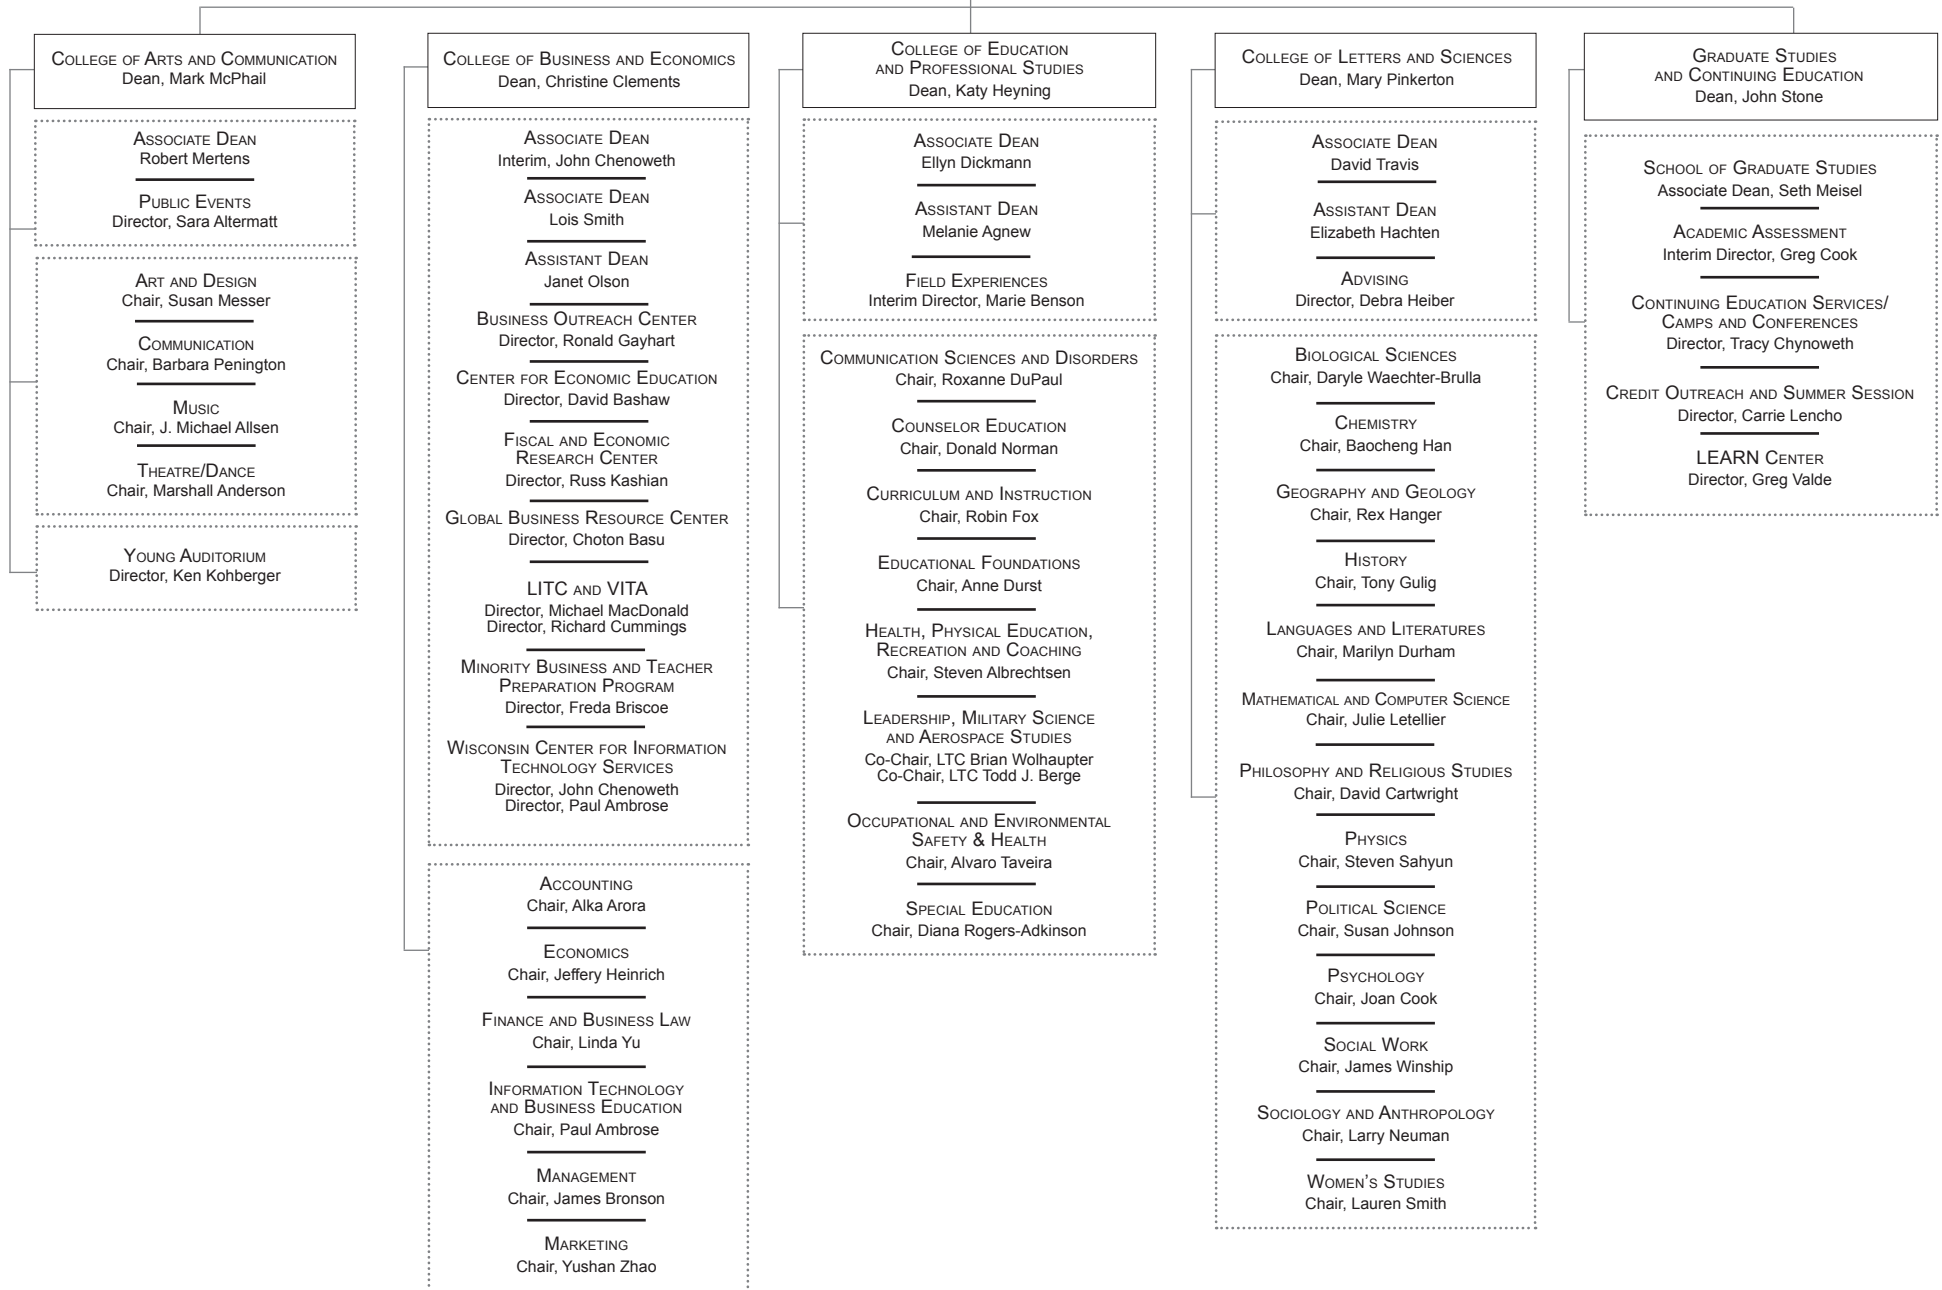 College of Arts and Communication
Dean, Mark McPhail
Associate Dean
Robert Mertens
Public Events
Director, Sara Altermatt
Art and Design
Chair, Susan Messer
Communication
Chair, Barbara Penington
Music
Chair, J. Michael Allsen
Theatre/Dance
Chair, Marshall Anderson
Young Auditorium
Director, Ken Kohberger
College of Business and Economics
Dean, Christine Clements
Associate Dean
Interim, John Chenoweth
Associate Dean
Lois Smith
Assistant Dean
Janet Olson
Business Outreach Center
Director, Ronald Gayhart
Center for Economic Education
Director, David Bashaw
Fiscal and Economic
Research Center
Director, Russ Kashian
Global Business Resource Center
Director, Choton Basu
LITC and VITA
Director, Michael MacDonald
Director, Richard Cummings
Minority Business and Teacher
Preparation Program
Director, Freda Briscoe
Wisconsin Center for Information
Technology Services
Director, John Chenoweth
Director, Paul Ambrose
Accounting
Chair, Alka Arora
Economics
Chair, Jeffery Heinrich
Finance and Business Law
Chair, Linda Yu
Information Technology
and Business Education
Chair, Paul Ambrose
Management
Chair, James Bronson
Marketing
Chair, Yushan Zhao
College of Education
and Professional Studies
Dean, Katy Heyning
Associate Dean
Ellyn Dickmann
Assistant Dean
Melanie Agnew
Field Experiences
Interim Director, Marie Benson
Communication Sciences and Disorders
Chair, Roxanne DuPaul
Counselor Education
Chair, Donald Norman
Curriculum and Instruction
Chair, Robin Fox
Educational Foundations
Chair, Anne Durst
Health, Physical Education,
Recreation and Coaching
Chair, Steven Albrechtsen
Leadership, Military Science
and Aerospace Studies
Co-Chair, LTC Brian Wolhaupter
Co-Chair, LTC Todd J. Berge
Occupational and Environmental
Safety & Health
Chair, Alvaro Taveira
Special Education
Chair, Diana Rogers-Adkinson
College of Letters and Sciences
Dean, Mary Pinkerton
Associate Dean
David Travis
Assistant Dean
Elizabeth Hachten
Advising
Director, Debra Heiber
Biological Sciences
Chair, Daryle Waechter-Brulla
Chemistry
Chair, Baocheng Han
Geography and Geology
Chair, Rex Hanger
History
Chair, Tony Gulig
Languages and Literatures
Chair, Marilyn Durham
Mathematical and Computer Science
Chair, Julie Letellier
Philosophy and Religious Studies
Chair, David Cartwright
Physics
Chair, Steven Sahyun
Political Science
Chair, Susan Johnson
Psychology
Chair, Joan Cook
Social Work
Chair, James Winship
Sociology and Anthropology
Chair, Larry Neuman
Women's Studies
Chair, Lauren Smith
Graduate Studies
and Continuing Education
Dean, John Stone
School of Graduate Studies
Associate Dean, Seth Meisel
Academic Assessment
Interim Director, Greg Cook
Continuing Education Services/
Camps and Conferences
Director, Tracy Chynoweth
Credit Outreach and Summer Session
Director, Carrie Lencho
LEARN Center
Director, Greg Valde